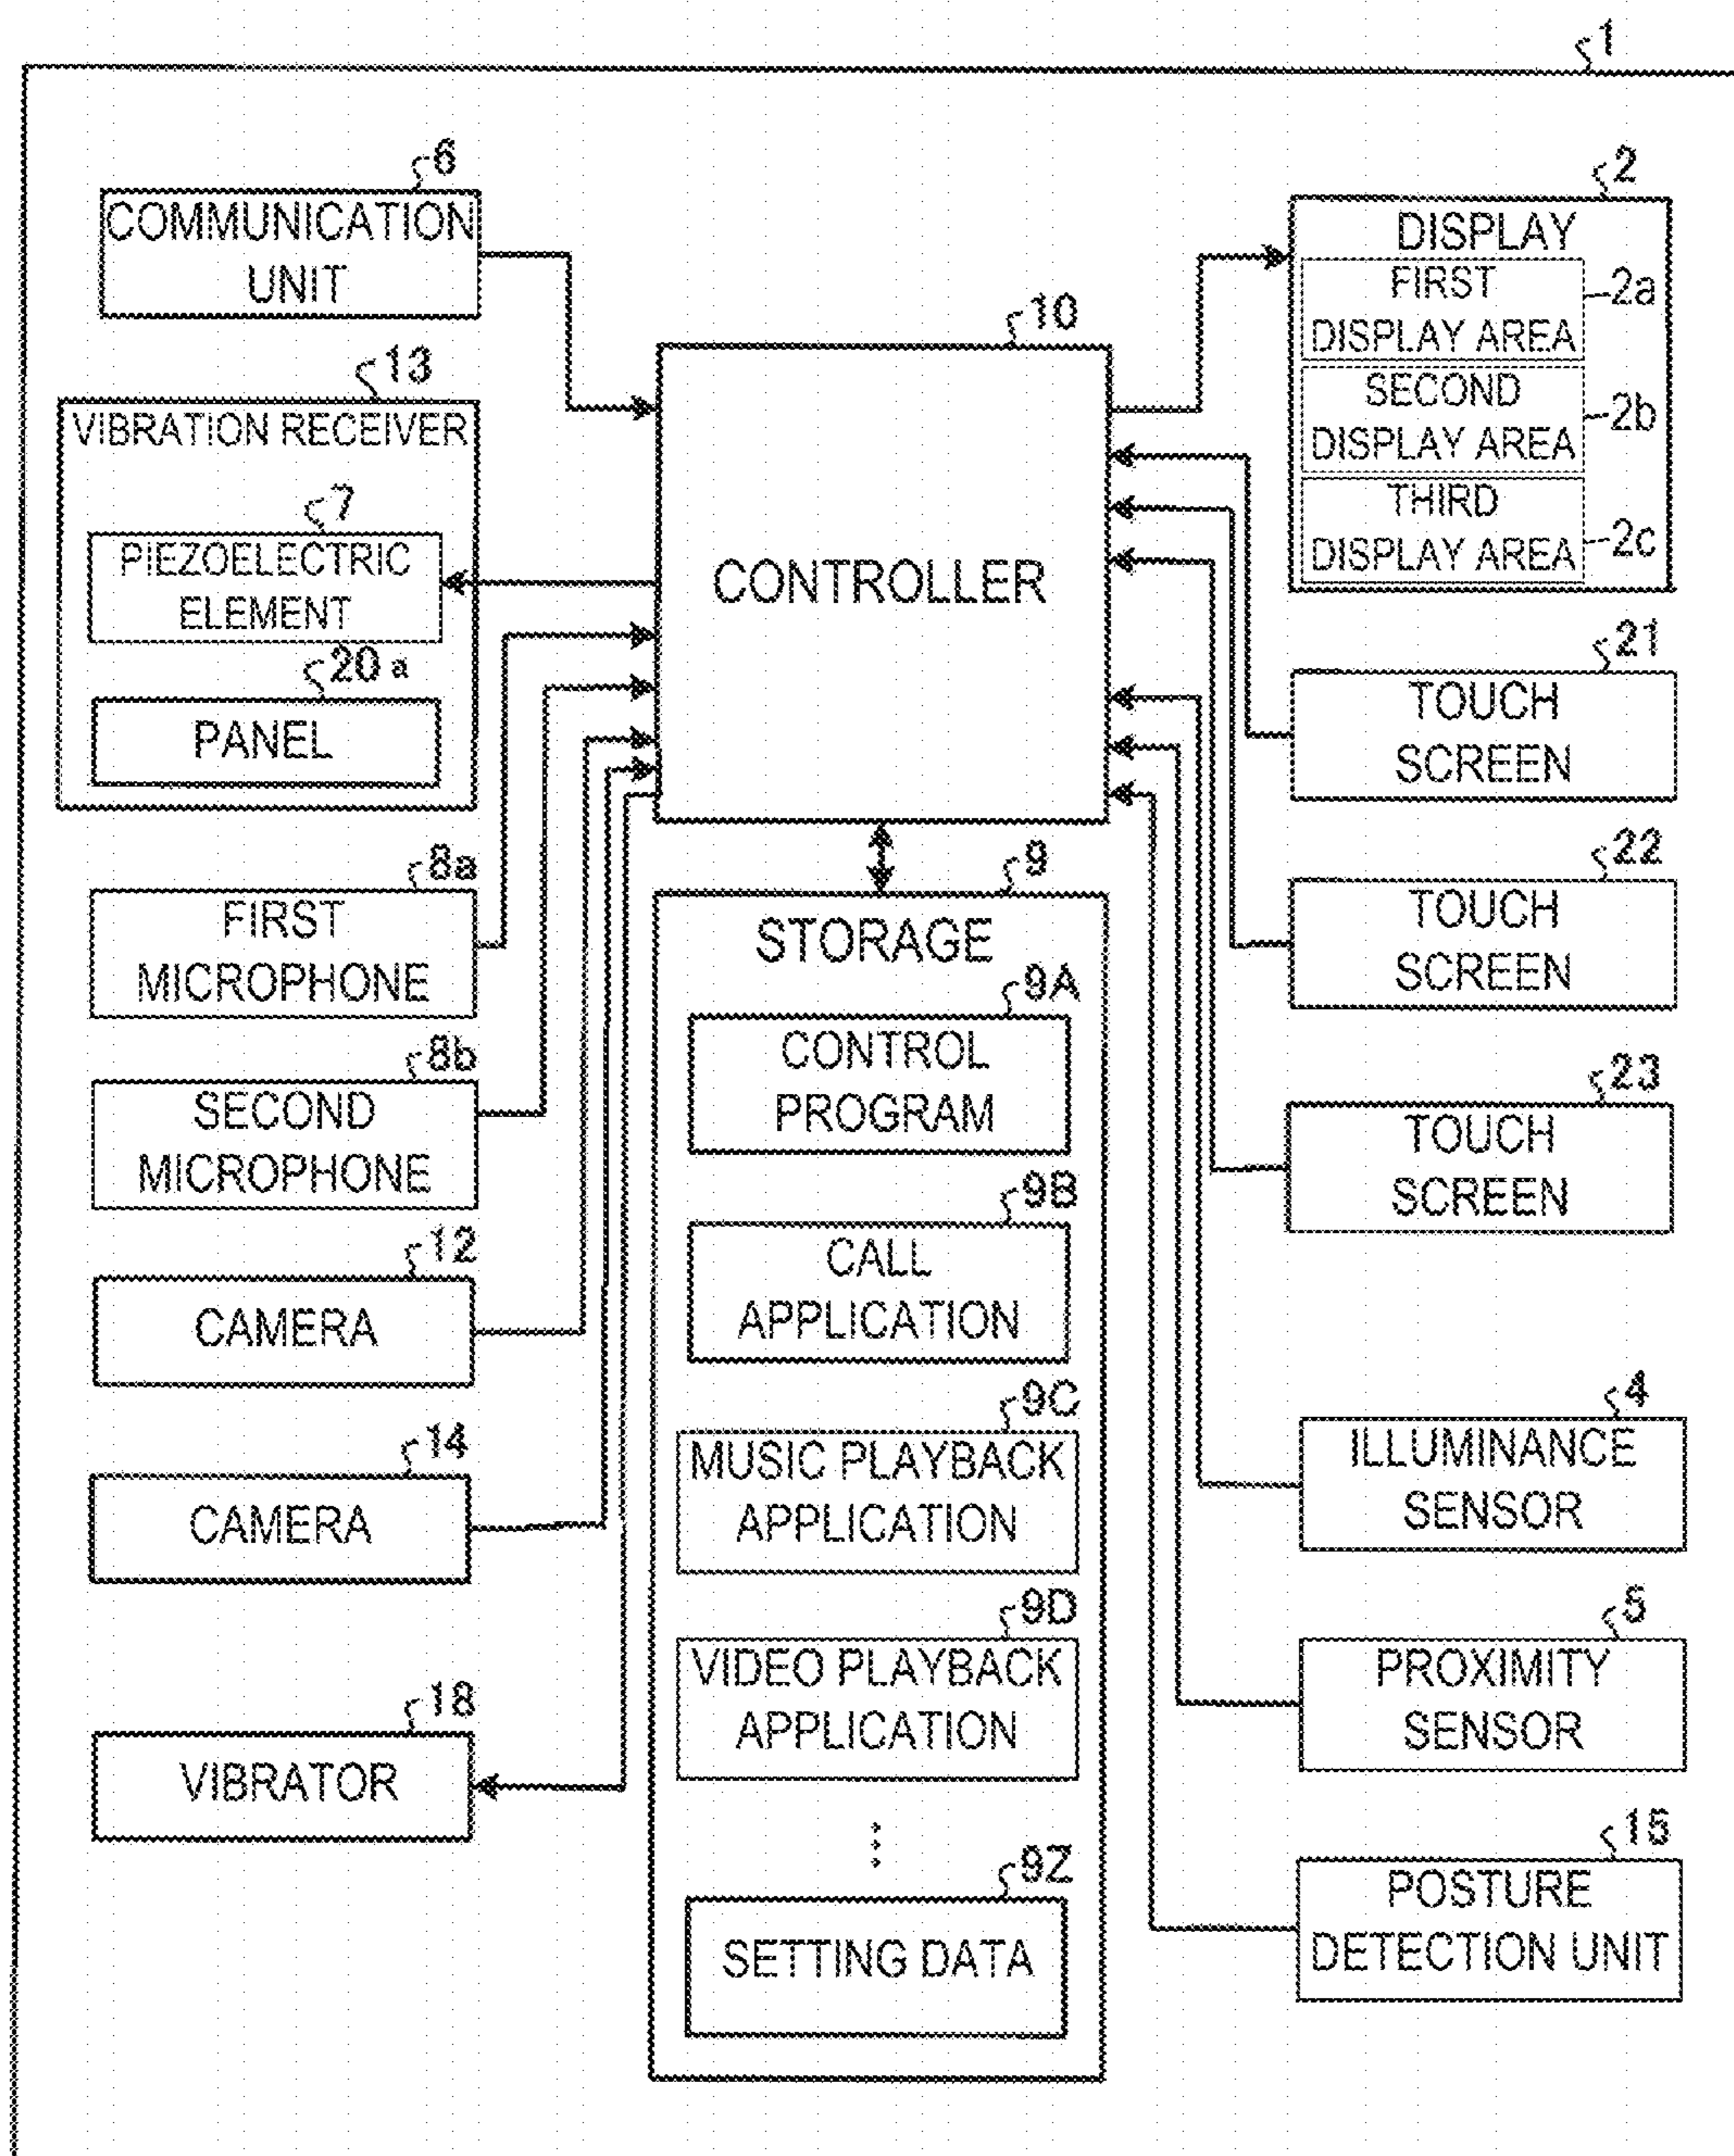 1
6
COMMUNICATION
UNIT
13
VIBRATION RECEIVER
7
PIEZOELECTRIC
ELEMENT
20a
PANEL
8a
FIRST
MICROPHONE
8b
SECOND
MICROPHONE
12
CAMERA
14
CAMERA
18
VIBRATOR
10
CONTROLLER
9
STORAGE
9A
CONTROL
PROGRAM
9B
CALL
APPLICATION
9C
MUSIC PLAYBACK
APPLICATION
9D
VIDEO PLAYBACK
APPLICATION
9Z
SETTING DATA
2
DISPLAY
FIRST
DISPLAY AREA
2a
SECOND
DISPLAY AREA
2b
THIRD
DISPLAY AREA
2c
21
TOUCH
SCREEN
22
TOUCH
SCREEN
23
TOUCH
SCREEN
4
ILLUMINANCE
SENSOR
5
PROXIMITY
SENSOR
15
POSTURE
DETECTION UNIT